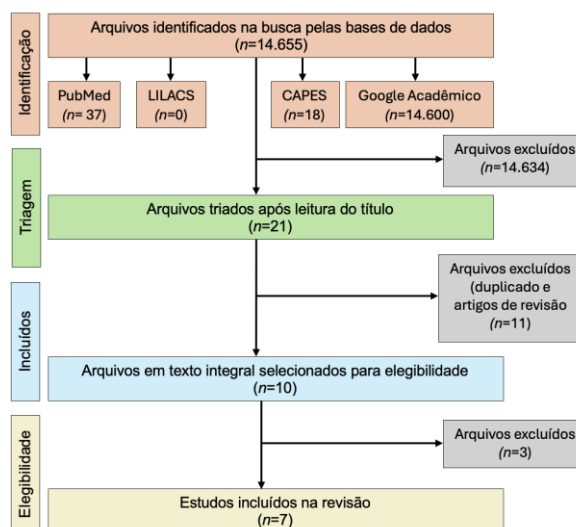 Identificação
Arquivos identificados na busca pelas bases de dados
(n=14.655)
PubMed
(n= 37)
LILACS
(n=0)
CAPES
(n=18)
Google Acadêmico
(n=14.600)
Arquivos excluídos
(n=14.634)
Triagem
Arquivos triados após leitura do título
(n=21)
Arquivos excluídos
(duplicado e
artigos de revisão
(n=11)
Incluídos
Arquivos em texto integral selecionados para elegibilidade
(n=10)
Arquivos excluídos
(n=3)
Elegibilidade
Estudos incluídos na revisão
(n=7)